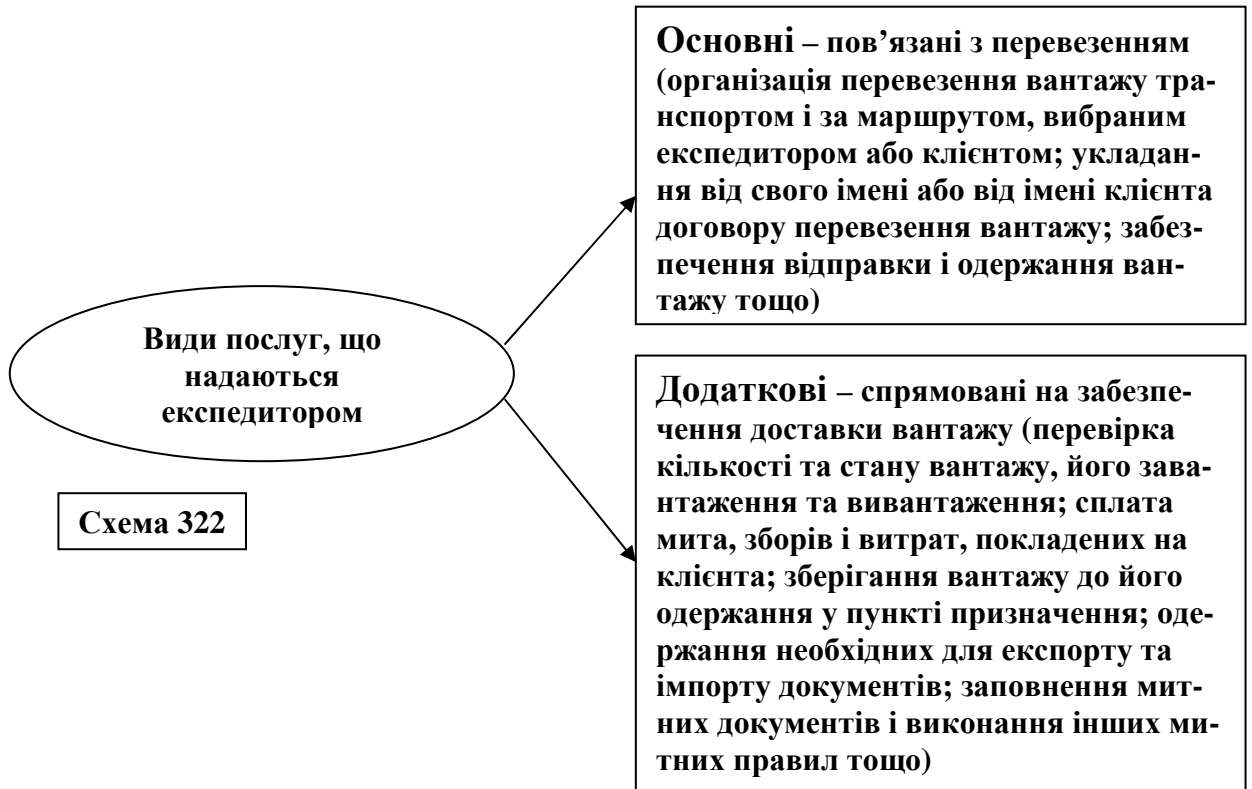 Основні – пов’язані з перевезенням
(організація перевезення вантажу тра-
нспортом і за маршрутом, вибраним
експедитором або клієнтом; укладан-
ня від свого імені або від імені клієнта
договору перевезення вантажу; забез-
печення відправки і одержання ван-
тажу тощо)
Види послуг, що
надаються
експедитором
Схема 322
Додаткові – спрямовані на забезпе-
чення доставки вантажу (перевірка
кількості та стану вантажу, його зава-
нтаження та вивантаження; сплата
мита, зборів і витрат, покладених на
клієнта; зберігання вантажу до його
одержання у пункті призначення; оде-
ржання необхідних для експорту та
імпорту документів; заповнення мит-
них документів і виконання інших ми-
тних правил тощо)